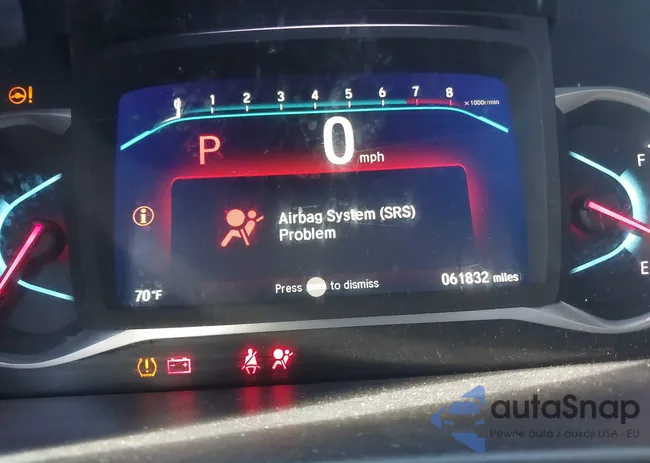 1 2 3 4 5 6 7 8 x1000r/min
P 0 mph
F
i
Airbag System (SRS)
Problem
E
70°F
Press to dismiss
061832 miles
autaSnap
Pewne auta z aukcji USA i EU